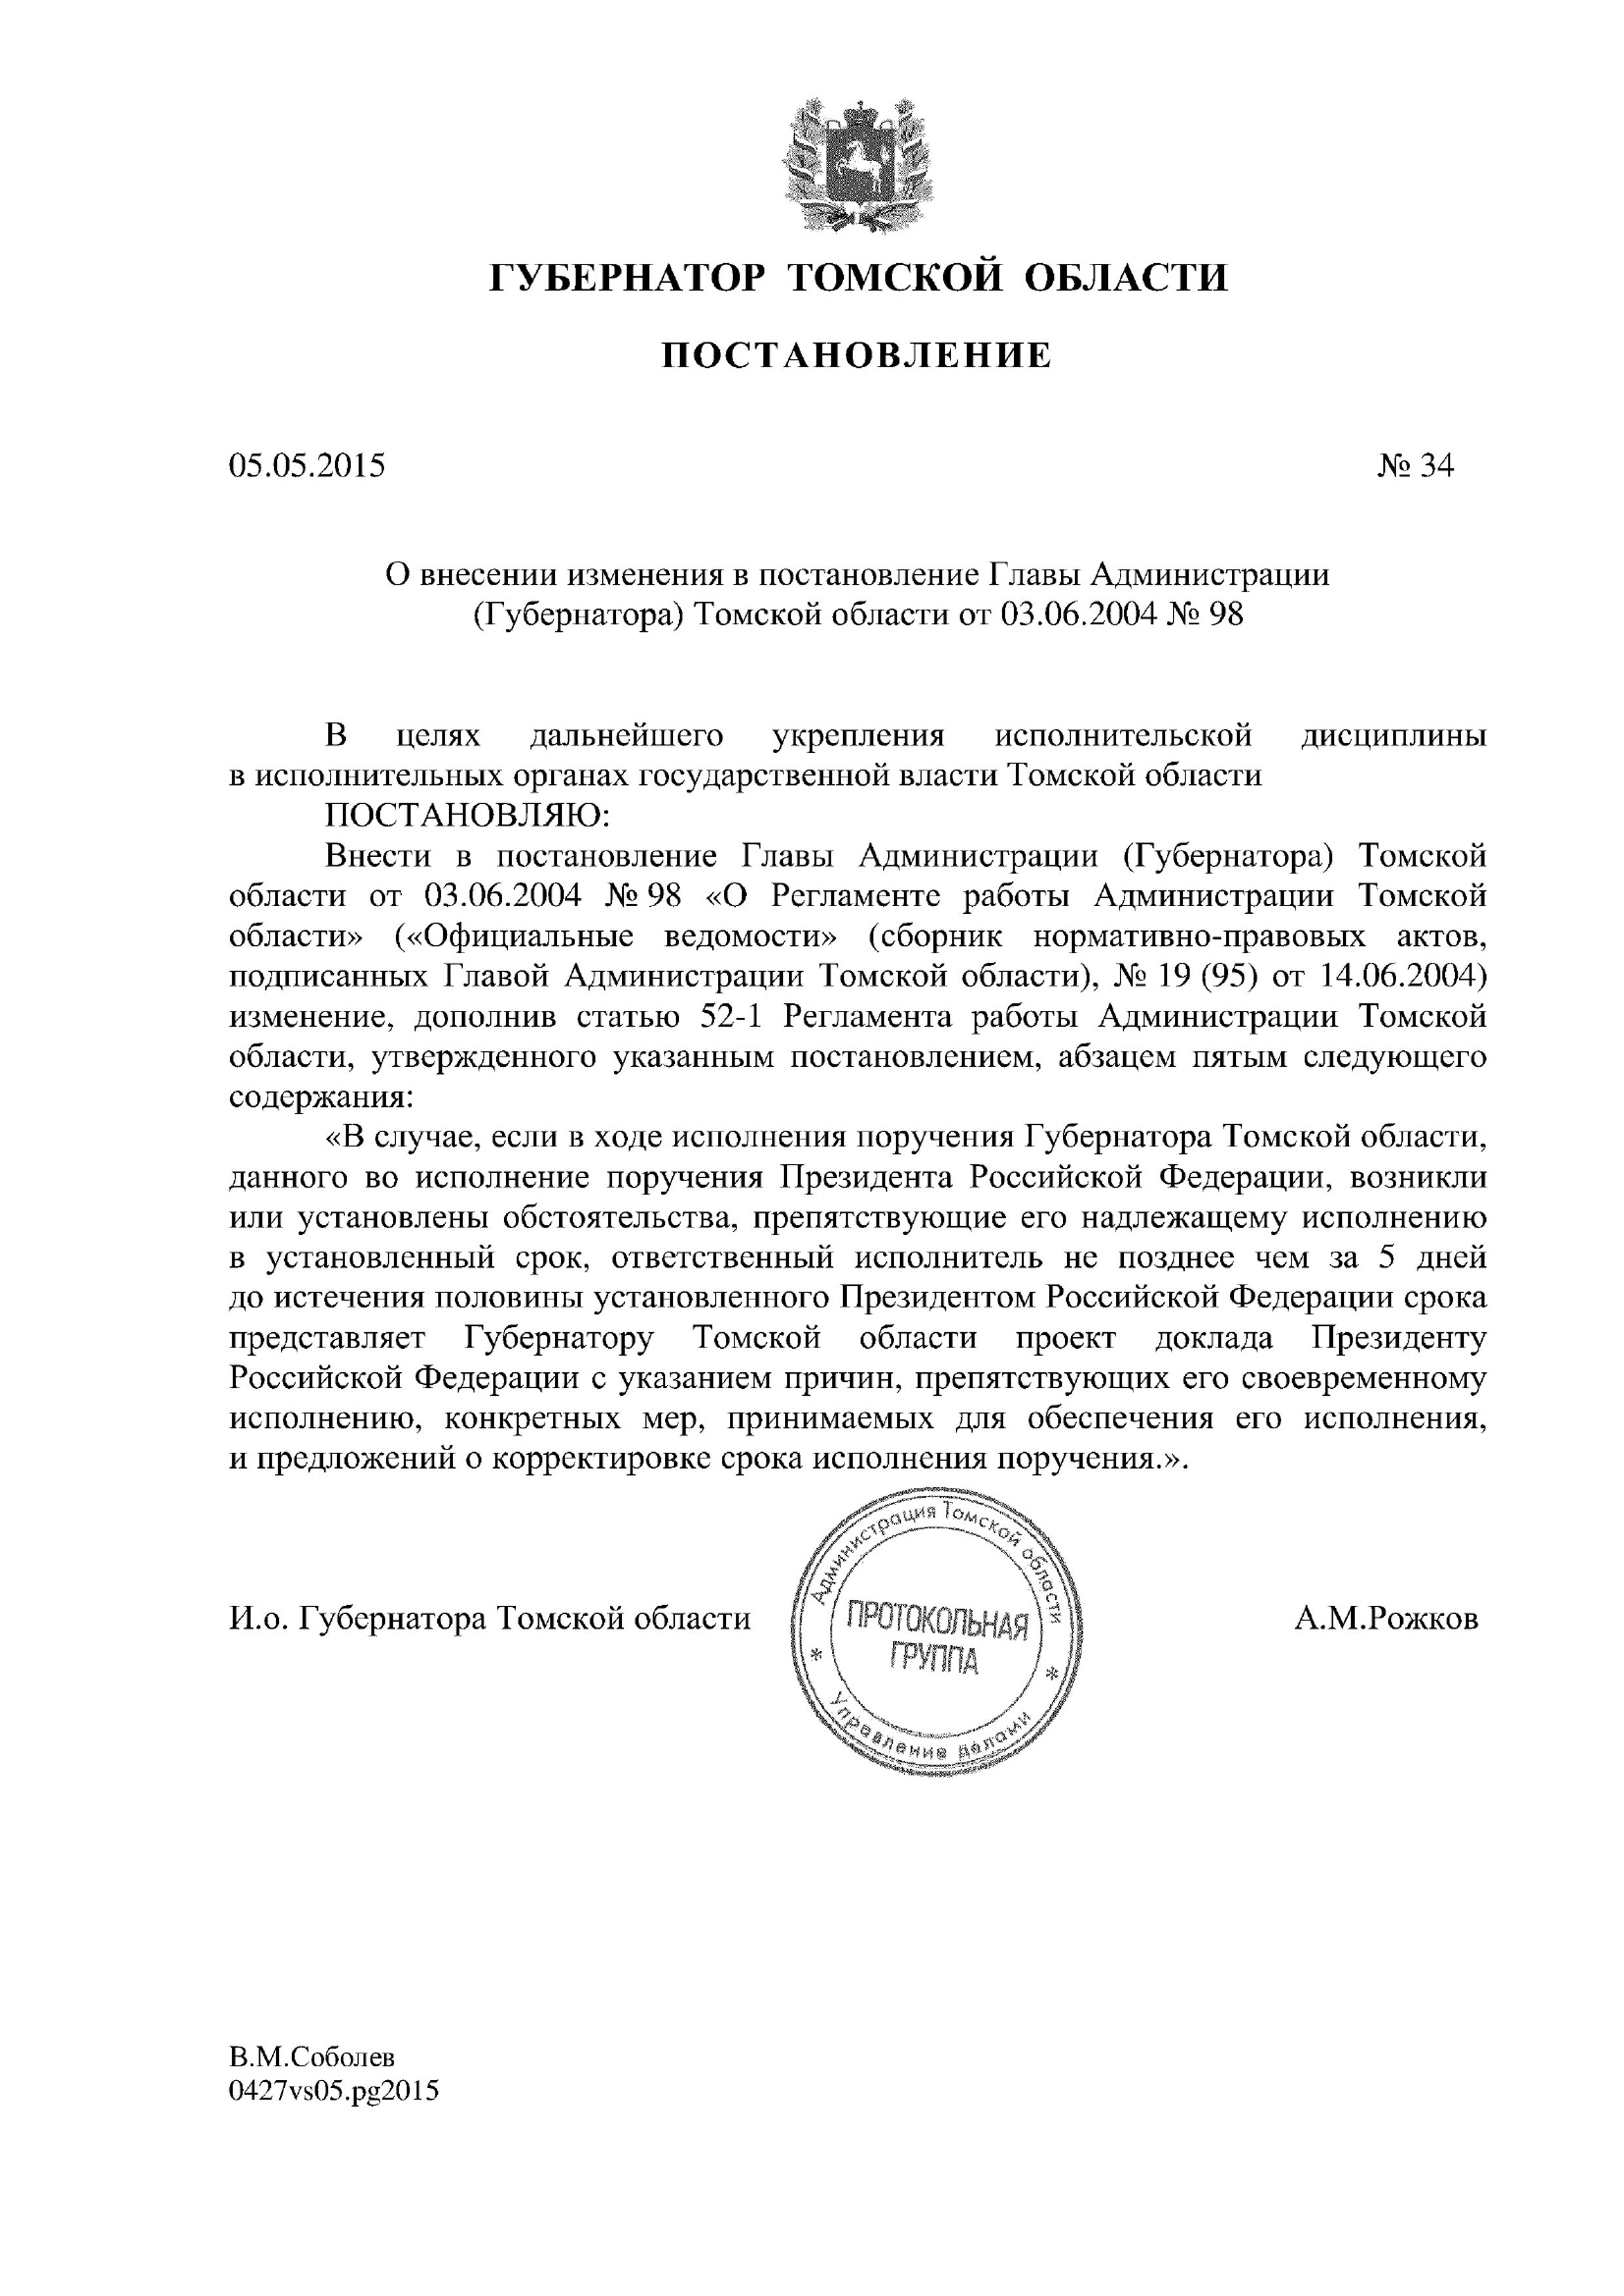 ГУБЕРНАТОР ТОМСКОЙ ОБЛАСТИ
ПОСТАНОВЛЕНИЕ
05.05.2015 № 34
О внесении изменения в постановление Главы Администрации
(Губернатора) Томской области от 03.06.2004 № 98
В целях дальнейшего укрепления исполнительской дисциплины
в исполнительных органах государственной власти Томской области
ПОСТАНОВЛЯЮ:
Внести в постановление Главы Администрации (Губернатора) Томской
области от 03.06.2004 № 98 «О Регламенте работы Администрации Томской
области» («Официальные ведомости» (сборник нормативно-правовых актов,
подписанных Главой Администрации Томской области), № 19 (95) от 14.06.2004)
изменение, дополнив статью 52-1 Регламента работы Администрации Томской
области, утвержденного указанным постановлением, абзацем пятым следующего
содержания:
«В случае, если в ходе исполнения поручения Губернатора Томской области,
данного во исполнение поручения Президента Российской Федерации, возникли
или установлены обстоятельства, препятствующие его надлежащему исполнению
в установленный срок, ответственный исполнитель не позднее чем за 5 дней
до истечения половины установленного Президентом Российской Федерации срока
представляет Губернатору Томской области проект доклада Президенту
Российской Федерации с указанием причин, препятствующих его своевременному
исполнению, конкретных мер, принимаемых для обеспечения его исполнения,
и предложений о корректировке срока исполнения поручения.».
И.о. Губернатора Томской области А.М.Рожков
Администрация Томской области
ПРОТОКОЛЬНАЯ
ГРУППА
* Управление делами *
В.М.Соболев
0427vs05.pg2015